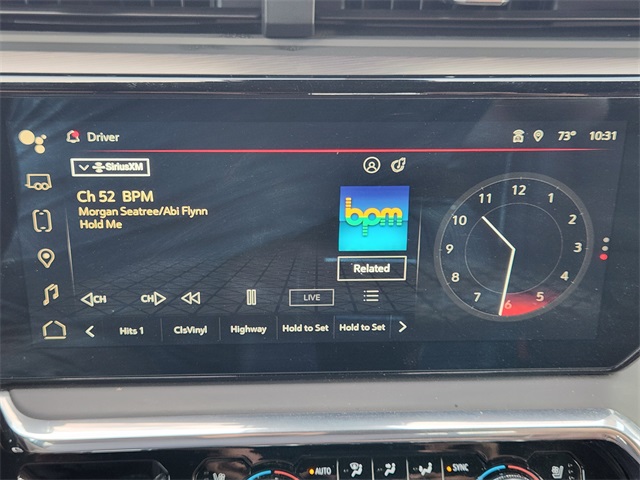 Driver
73° 10:31
SiriusXM
Ch 52 BPM
Morgan Seatree/Abi Flynn
Hold Me
bpm
Related
CH CH LIVE
Hits 1 ClsVinyl Highway Hold to Set Hold to Set
12
1
2
3
4
5
6
7
8
9
10
11
AUTO SYNC